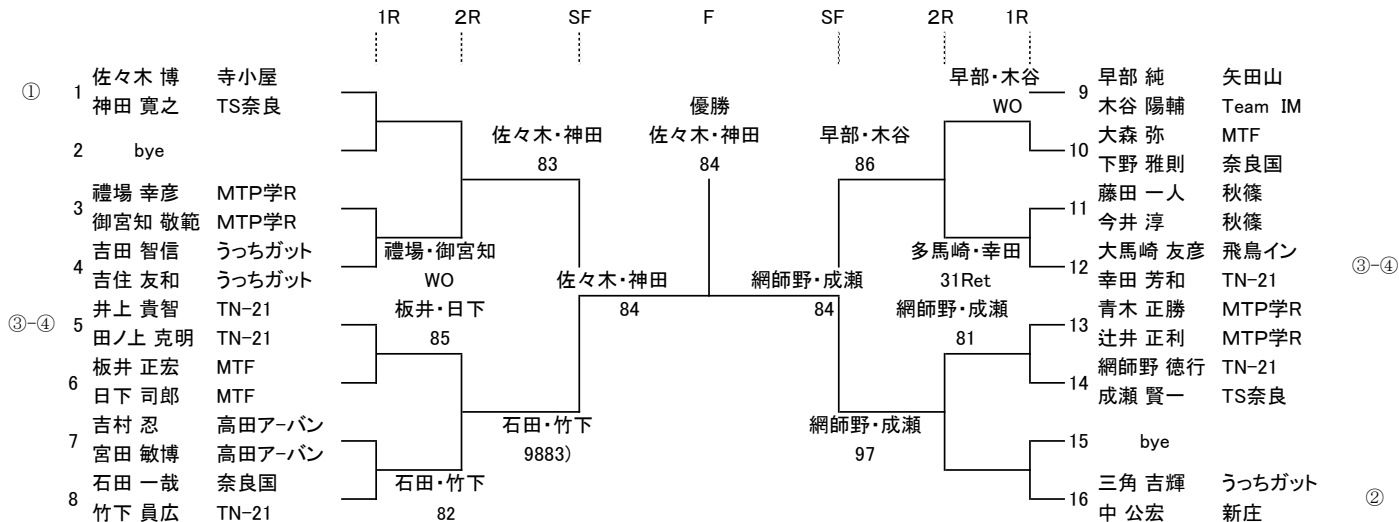 1R 2R SF F SF 2R 1R
① 1 佐々木 博 寺小屋
神田 寛之 TS奈良
2 bye
3 禮場 幸彦 MTP学R
御宮知 敬範 MTP学R
4 吉田 智信 うっちガット
吉住 友和 うっちガット
③-④ 5 井上 貴智 TN-21
田ノ上 克明 TN-21
6 板井 正宏 MTF
日下 司郎 MTF
7 吉村 忍 高田アーバン
宮田 敏博 高田アーバン
8 石田 一哉 奈良国
竹下 員広 TN-21
禮場・御宮知
WO
板井・日下
85
石田・竹下
82
佐々木・神田
83
石田・竹下
9883)
佐々木・神田
84
優勝
佐々木・神田
84
網師野・成瀬
84
早部・木谷
86
網師野・成瀬
97
早部・木谷
WO
多馬崎・幸田
31Ret
網師野・成瀬
81
9 早部 純 矢田山
木谷 陽輔 Team IM
10 大森 弥 MTF
下野 雅則 奈良国
11 藤田 一人 秋篠
今井 淳 秋篠
12 大馬崎 友彦 飛鳥イン ③-④
幸田 芳和 TN-21
13 青木 正勝 MTP学R
辻井 正利 MTP学R
14 網師野 徳行 TN-21
成瀬 賢一 TS奈良
15 bye
16 三角 吉輝 うっちガット ②
中 公宏 新庄